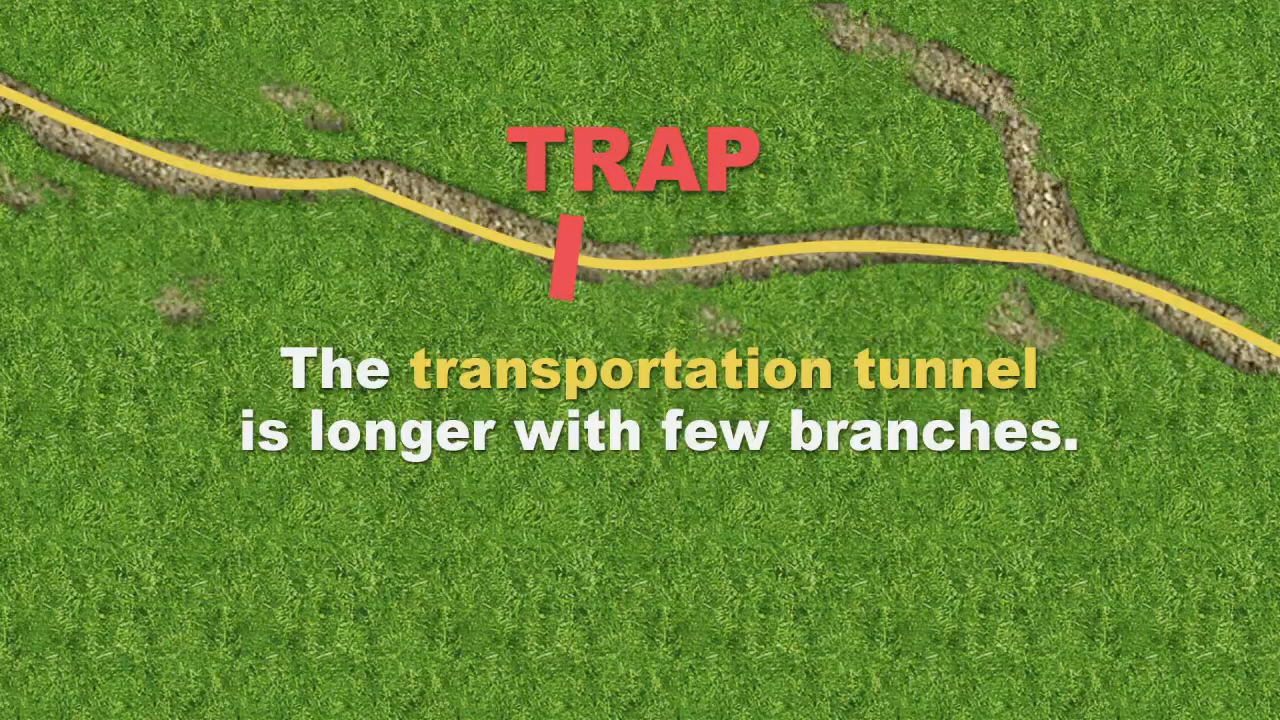 TRAP
The transportation tunnel
is longer with few branches.